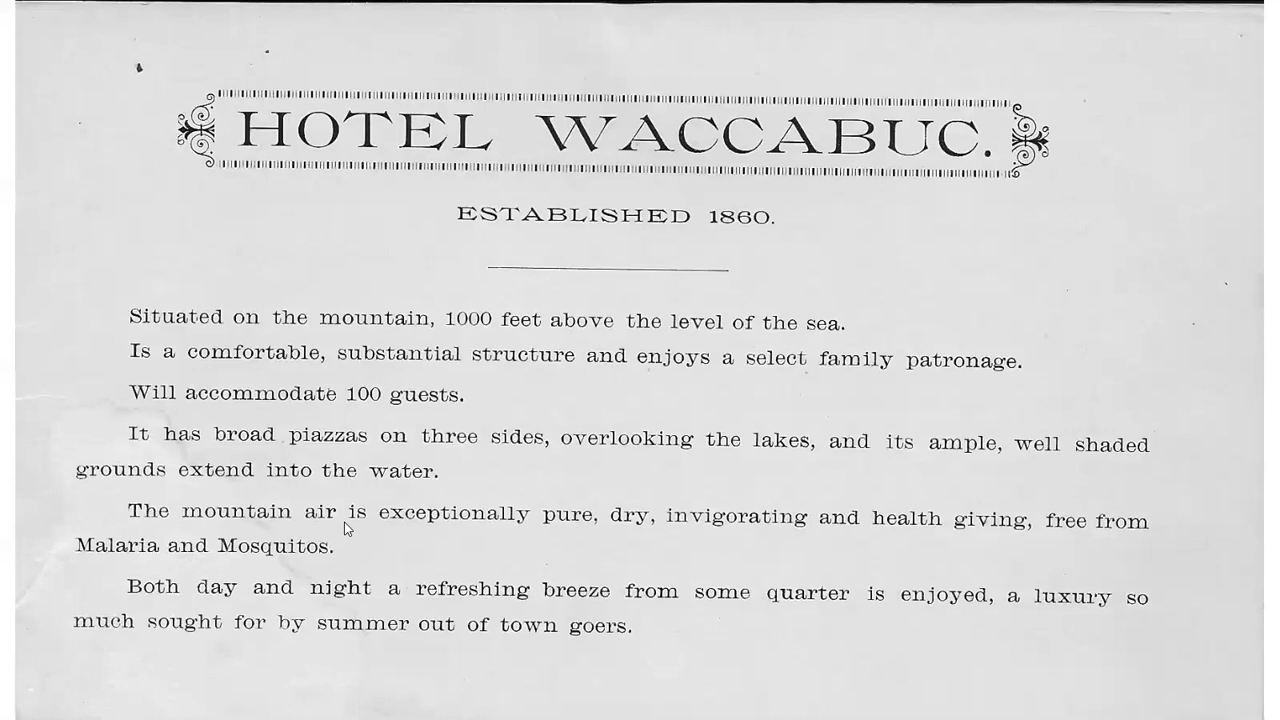 HOTEL WACCABUC.
ESTABLISHED 1860.
Situated on the mountain, 1000 feet above the level of the sea.
Is a comfortable, substantial structure and enjoys a select family patronage.
Will accommodate 100 guests.
It has broad piazzas on three sides, overlooking the lakes, and its ample, well shaded
grounds extend into the water.
The mountain air is exceptionally pure, dry, invigorating and health giving, free from
Malaria and Mosquitos.
Both day and night a refreshing breeze from some quarter is enjoyed, a luxury so
much sought for by summer out of town goers.